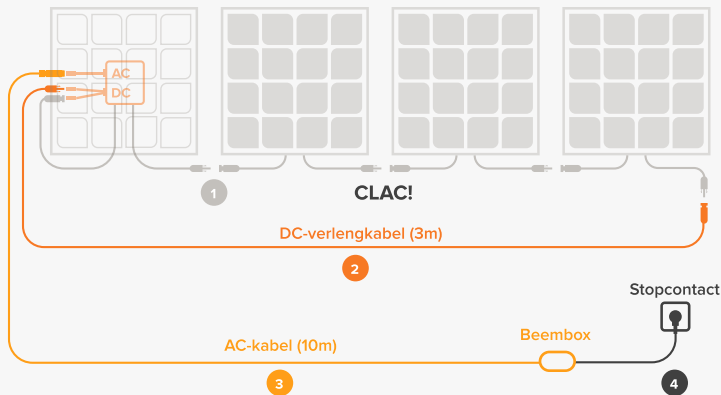 AC
DC
1
CLAC!
DC-verlengkabel (3m)
2
Stopcontact
Beembox
AC-kabel (10m)
3
4